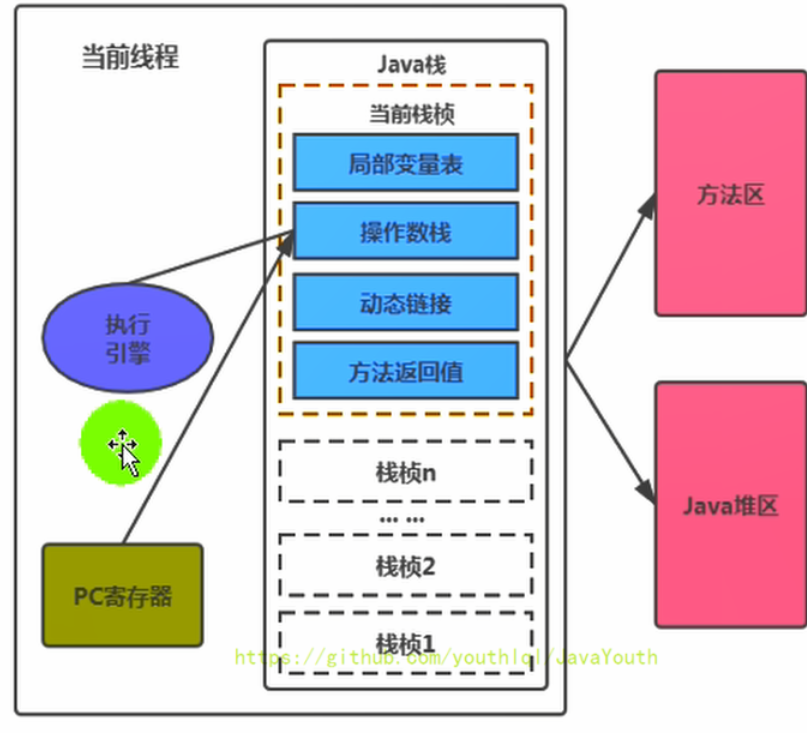 当前线程
Java栈
当前栈桢
局部变量表
操作数栈
动态链接
方法返回值
执行
引擎
PC寄存器
栈桢n
... ...
栈桢2
栈桢1
方法区
Java堆区
https://github.com/youthlql/JavaYouth